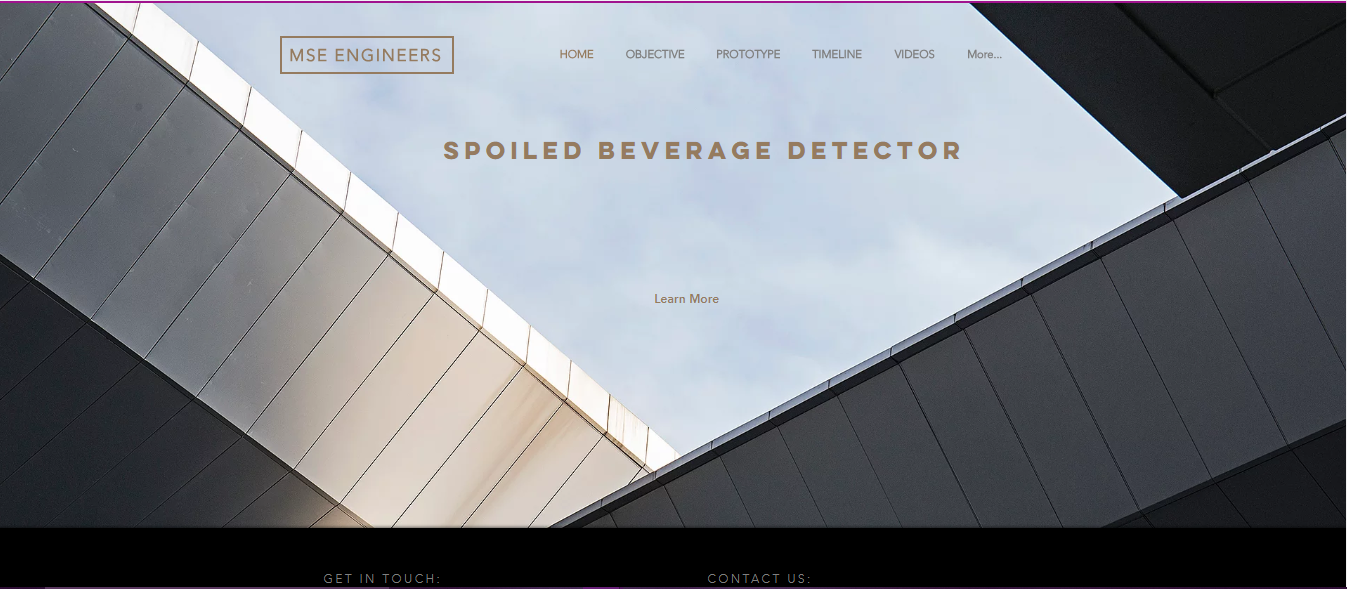 MSE ENGINEERS
HOME OBJECTIVE PROTOTYPE TIMELINE VIDEOS More...
SPOILED BEVERAGE DETECTOR
Learn More
GET IN TOUCH: CONTACT US: